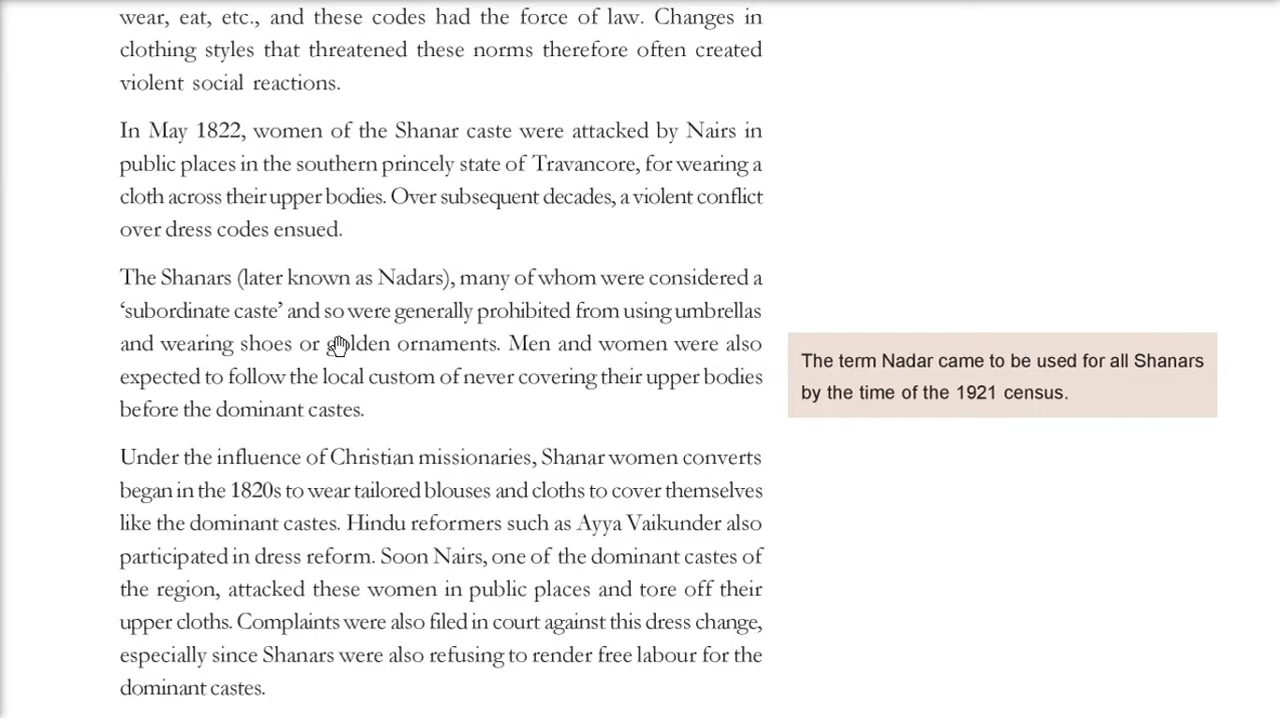 wear, eat, etc., and these codes had the force of law. Changes in
clothing styles that threatened these norms therefore often created
violent social reactions.
In May 1822, women of the Shanar caste were attacked by Nairs in
public places in the southern princely state of Travancore, for wearing a
cloth across their upper bodies. Over subsequent decades, a violent conflict
over dress codes ensued.
The Shanars (later known as Nadars), many of whom were considered a
‘subordinate caste’ and so were generally prohibited from using umbrellas
and wearing shoes or golden ornaments. Men and women were also
expected to follow the local custom of never covering their upper bodies
before the dominant castes.
The term Nadar came to be used for all Shanars
by the time of the 1921 census.
Under the influence of Christian missionaries, Shanar women converts
began in the 1820s to wear tailored blouses and cloths to cover themselves
like the dominant castes. Hindu reformers such as Ayya Vaikunder also
participated in dress reform. Soon Nairs, one of the dominant castes of
the region, attacked these women in public places and tore off their
upper cloths. Complaints were also filed in court against this dress change,
especially since Shanars were also refusing to render free labour for the
dominant castes.